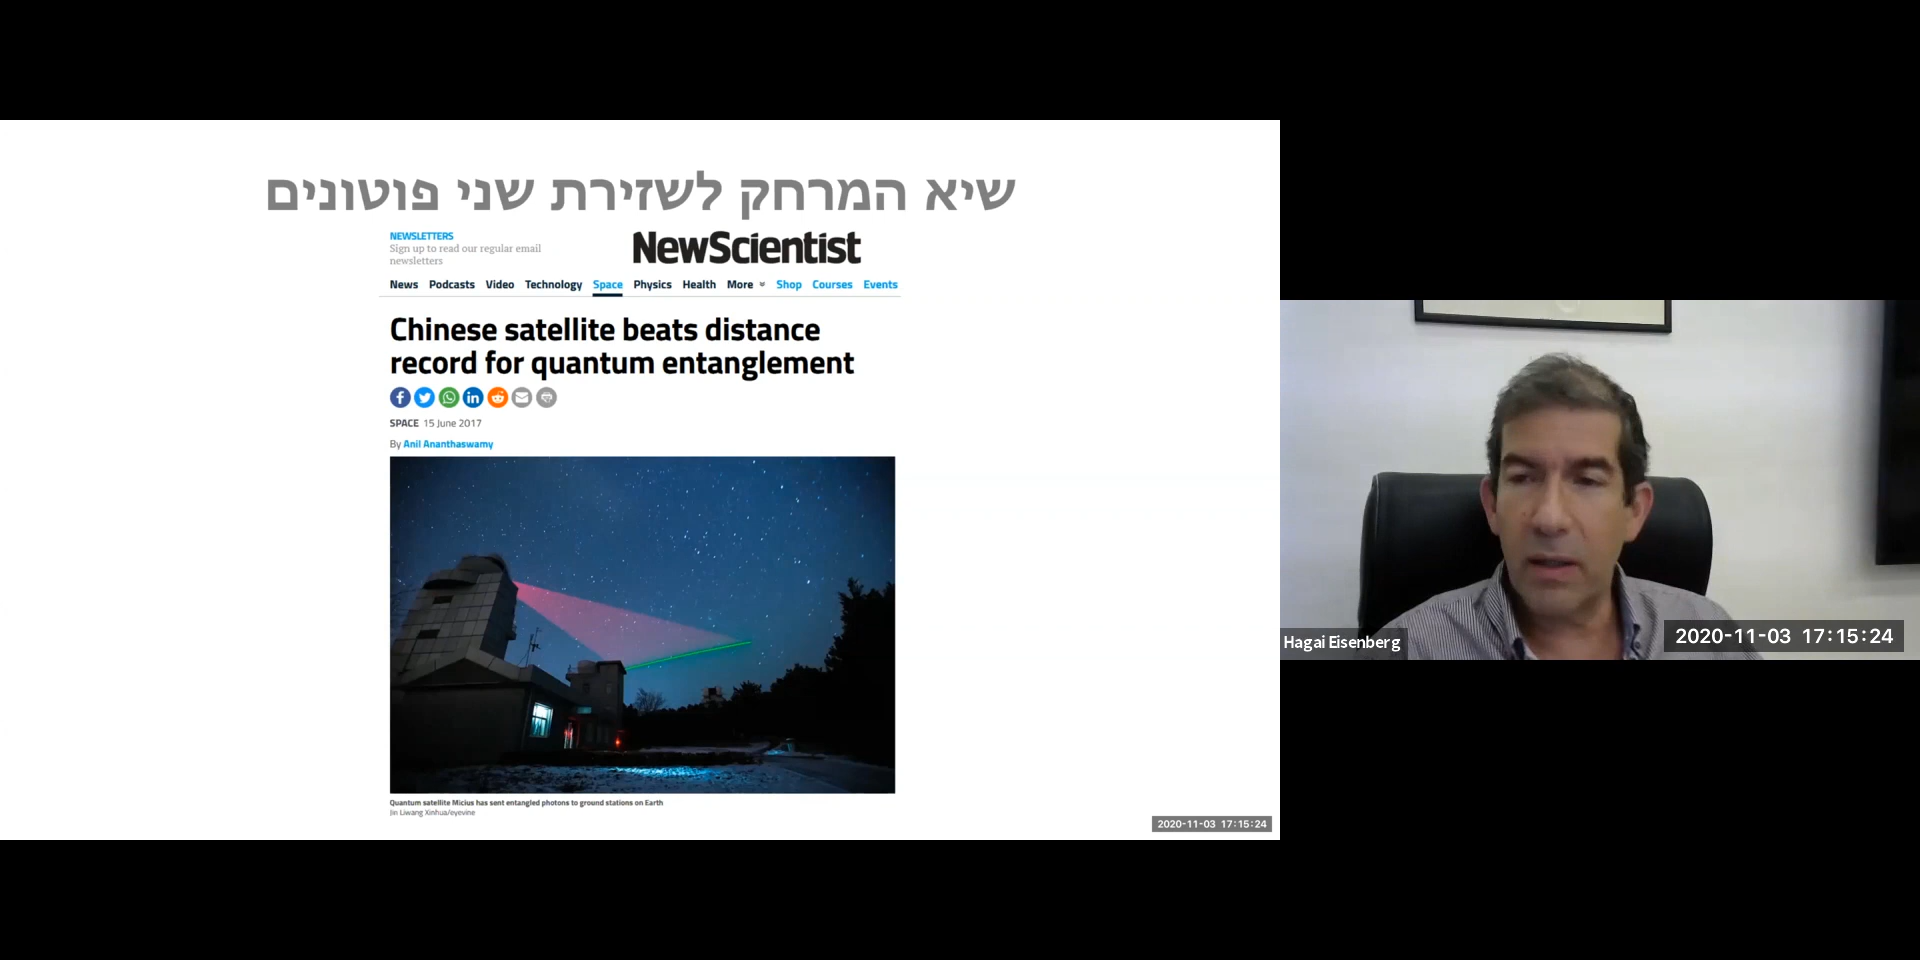 שיא המרחק לשזירת שני פוטונים
NEWSLETTERS
Sign up to read our regular email
newsletters
NewScientist
News Podcasts Video Technology Space Physics Health More Shop Courses Events
Chinese satellite beats distance
record for quantum entanglement
SPACE 15 June 2017
By Anil Ananthaswamy
Quantum satellite Micius has sent entangled photons to ground stations on Earth
Jin Liwang Xinhua/eyevine
2020-11-03 17:15:24
Hagai Eisenberg
2020-11-03 17:15:24